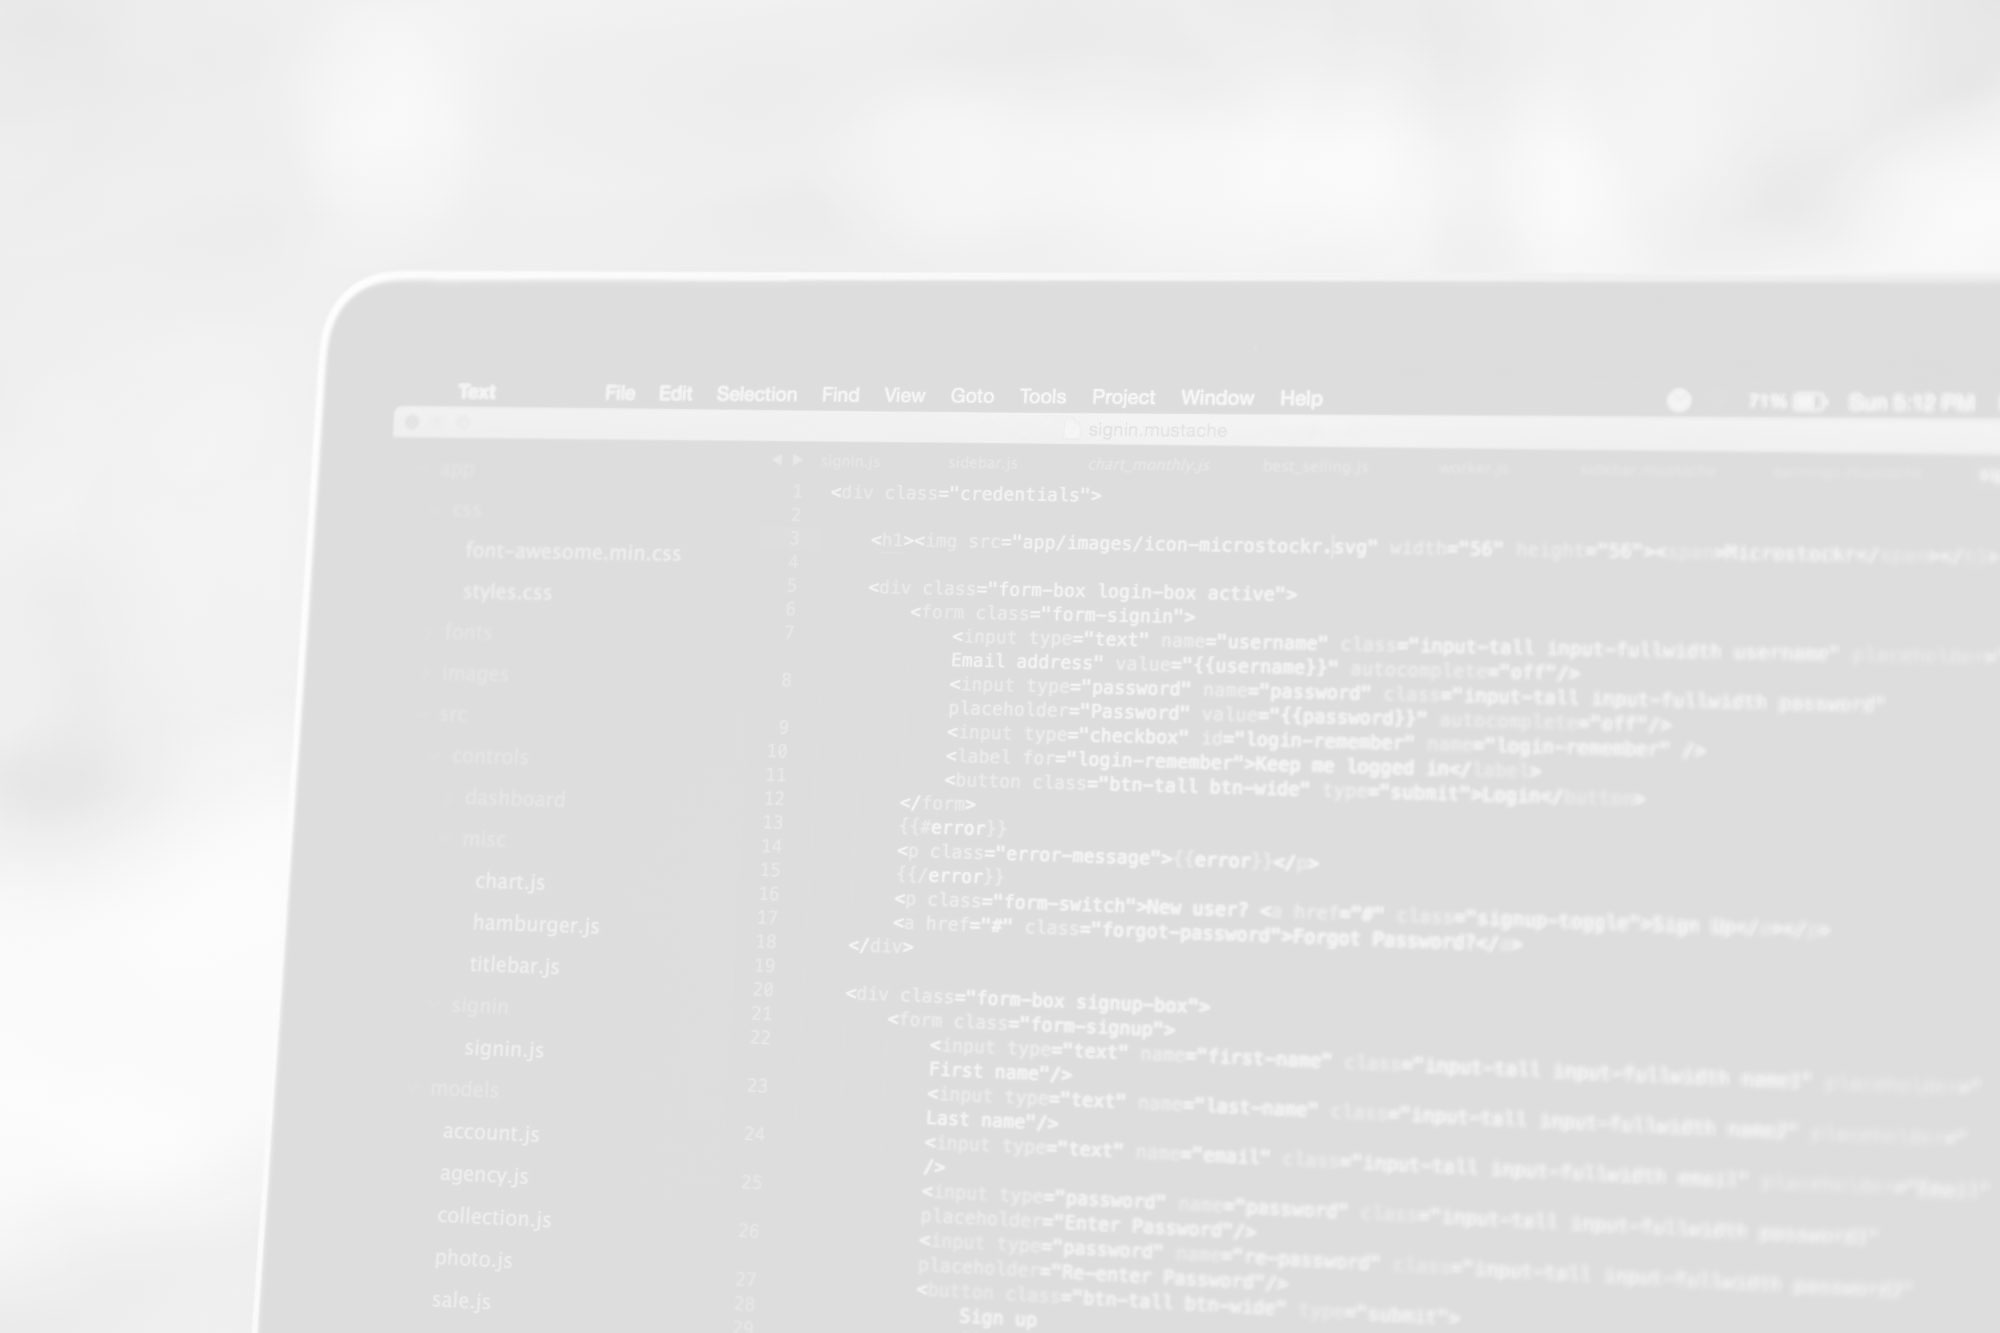 Text File Edit Selection Find View Goto Tools Project Window Help 71% Sun 5:12 PM
signin.mustache
app
css
font-awesome.min.css
styles.css
fonts
images
src
controls
dashboard
misc
chart.js
hamburger.js
titlebar.js
signin
signin.js
models
account.js
agency.js
collection.js
photo.js
sale.js
signin.js sidebar.js chart_monthly.js best_selling.js worker.js sidebar.mustache
1 <div class="credentials">
2
3 <h1><img src="app/images/icon-microstockr.svg" width="56" height="56"><span>Microstockr</span></h1>
4
5 <div class="form-box login-box active">
6 <form class="form-signin">
7 <input type="text" name="username" class="input-tall input-fullwidth username" placeholder="
Email address" value="{{username}}" autocomplete="off"/>
8 <input type="password" name="password" class="input-tall input-fullwidth password"
placeholder="Password" value="{{password}}" autocomplete="off"/>
9 <input type="checkbox" id="login-remember" name="login-remember" />
10 <label for="login-remember">Keep me logged in</label>
11 <button class="btn-tall btn-wide" type="submit">Login</button>
12 </form>
13 {{#error}}
14 <p class="error-message">{{error}}</p>
15 {{/error}}
16 <p class="form-switch">New user? <a href="#" class="signup-toggle">Sign Up</a></p>
17 <a href="#" class="forgot-password">Forgot Password?</a>
18 </div>
19
20 <div class="form-box signup-box">
21 <form class="form-signup">
22 <input type="text" name="first-name" class="input-tall input-fullwidth name1" placeholder="
First name"/>
23 <input type="text" name="last-name" class="input-tall input-fullwidth name2" placeholder="
Last name"/>
24 <input type="text" name="email" class="input-tall input-fullwidth email" placeholder="Email"
/>
25 <input type="password" name="password" class="input-tall input-fullwidth password1"
placeholder="Enter Password"/>
26 <input type="password" name="re-password" class="input-tall input-fullwidth password2"
placeholder="Re-enter Password"/>
27 <button class="btn-tall btn-wide" type="submit">
28 Sign up
29